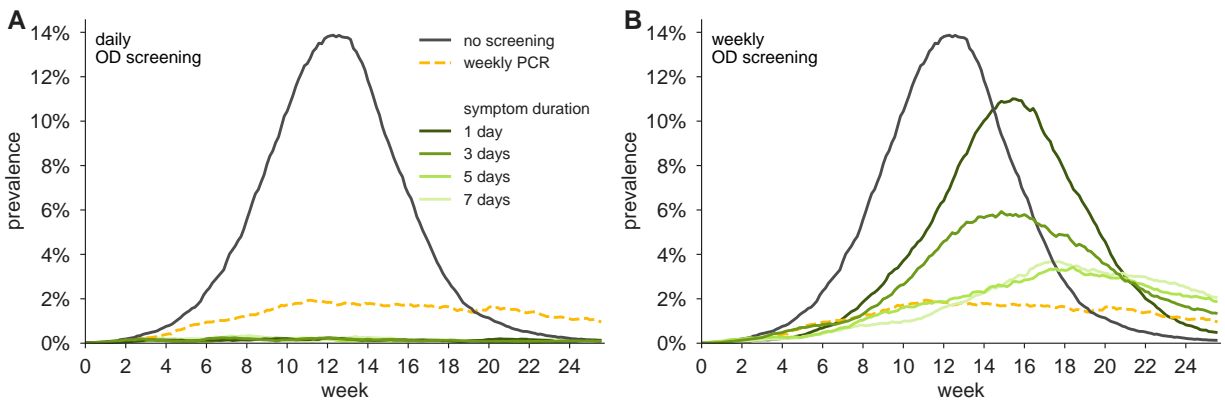 A
daily
OD screening
no screening
weekly PCR
symptom duration
1 day
3 days
5 days
7 days
14%
12%
10%
8%
6%
4%
2%
0%
prevalence
0 2 4 6 8 10 12 14 16 18 20 22 24
week
B
weekly
OD screening
14%
12%
10%
8%
6%
4%
2%
0%
prevalence
0 2 4 6 8 10 12 14 16 18 20 22 24
week